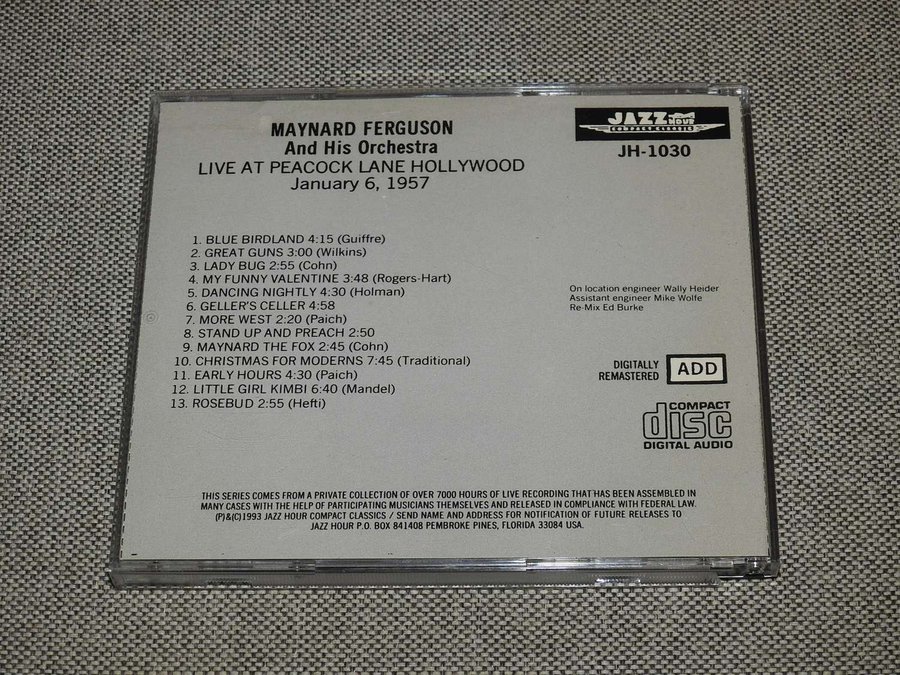 MAYNARD FERGUSON
And His Orchestra
LIVE AT PEACOCK LANE HOLLYWOOD
January 6, 1957
JAZZ HOUR
COMPACT CLASSICS
JH-1030
1. BLUE BIRDLAND 4:15 (Guiffre)
2. GREAT GUNS 3:00 (Wilkins)
3. LADY BUG 2:55 (Cohn)
4. MY FUNNY VALENTINE 3:48 (Rogers-Hart)
5. DANCING NIGHTLY 4:30 (Holman)
6. GELLER'S CELLER 4:58
7. MORE WEST 2:20 (Paich)
8. STAND UP AND PREACH 2:50
9. MAYNARD THE FOX 2:45 (Cohn)
10. CHRISTMAS FOR MODERNS 7:45 (Traditional)
11. EARLY HOURS 4:30 (Paich)
12. LITTLE GIRL KIMBI 6:40 (Mandel)
13. ROSEBUD 2:55 (Hefti)
On location engineer Wally Heider
Assistant engineer Mike Wolfe
Re-Mix Ed Burke
DIGITALLY
REMASTERED
ADD
COMPACT
disc
DIGITAL AUDIO
THIS SERIES COMES FROM A PRIVATE COLLECTION OF OVER 7000 HOURS OF LIVE RECORDING THAT HAS BEEN ASSEMBLED IN
MANY CASES WITH THE HELP OF PARTICIPATING MUSICIANS THEMSELVES AND RELEASED IN COMPLIANCE WITH FEDERAL LAW.
(P)&(C)1993 JAZZ HOUR COMPACT CLASSICS / SEND NAME AND ADDRESS FOR NOTIFICATION OF FUTURE RELEASES TO
JAZZ HOUR P.O. BOX 841408 PEMBROKE PINES, FLORIDA 33084 USA.